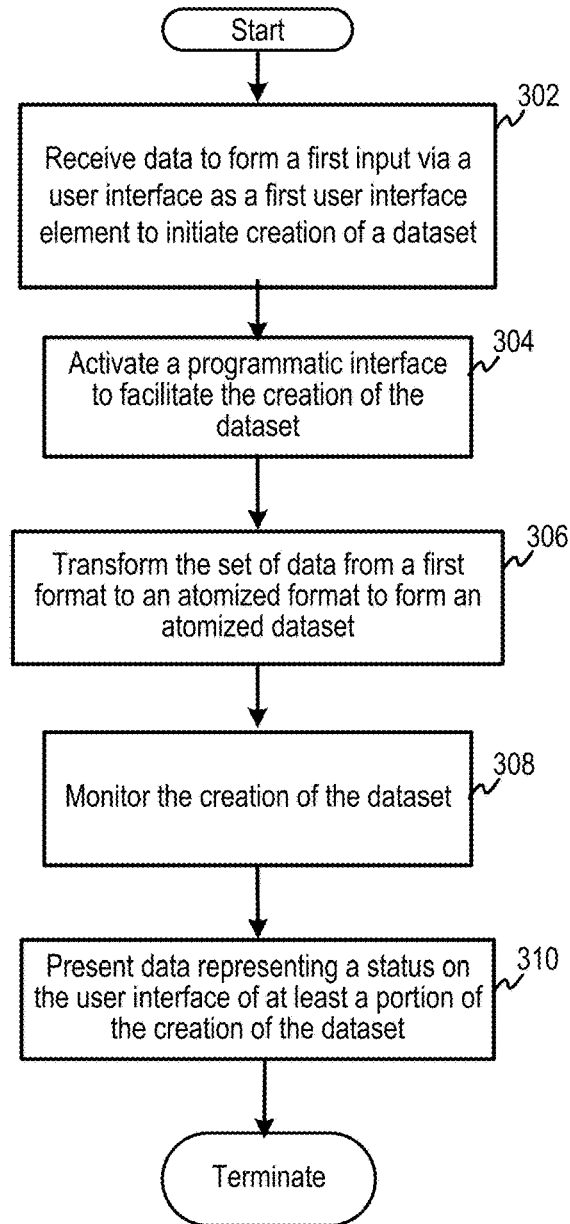 Start
302
Receive data to form a first input via a
user interface as a first user interface
element to initiate creation of a dataset
304
Activate a programmatic interface
to facilitate the creation of the
dataset
306
Transform the set of data from a first
format to an atomized format to form an
atomized dataset
308
Monitor the creation of the dataset
310
Present data representing a status on
the user interface of at least a portion of
the creation of the dataset
Terminate